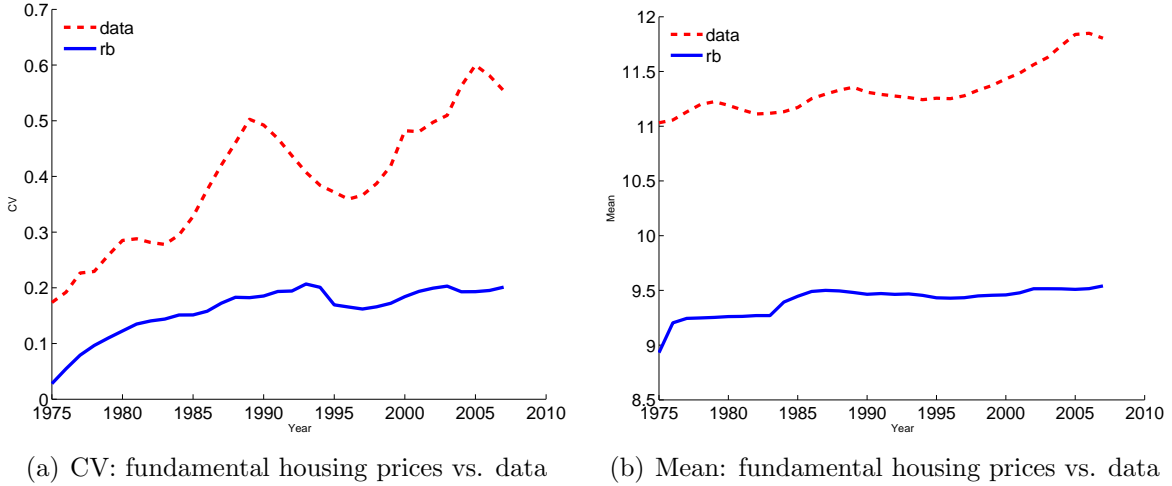 0.7
0.6
0.5
0.4
0.3
0.2
0.1
0
CV
data
rb
1975 1980 1985 1990 1995 2000 2005 2010
Year
(a) CV: fundamental housing prices vs. data
12
11.5
11
10.5
10
9.5
9
8.5
Mean
data
rb
1975 1980 1985 1990 1995 2000 2005 2010
Year
(b) Mean: fundamental housing prices vs. data